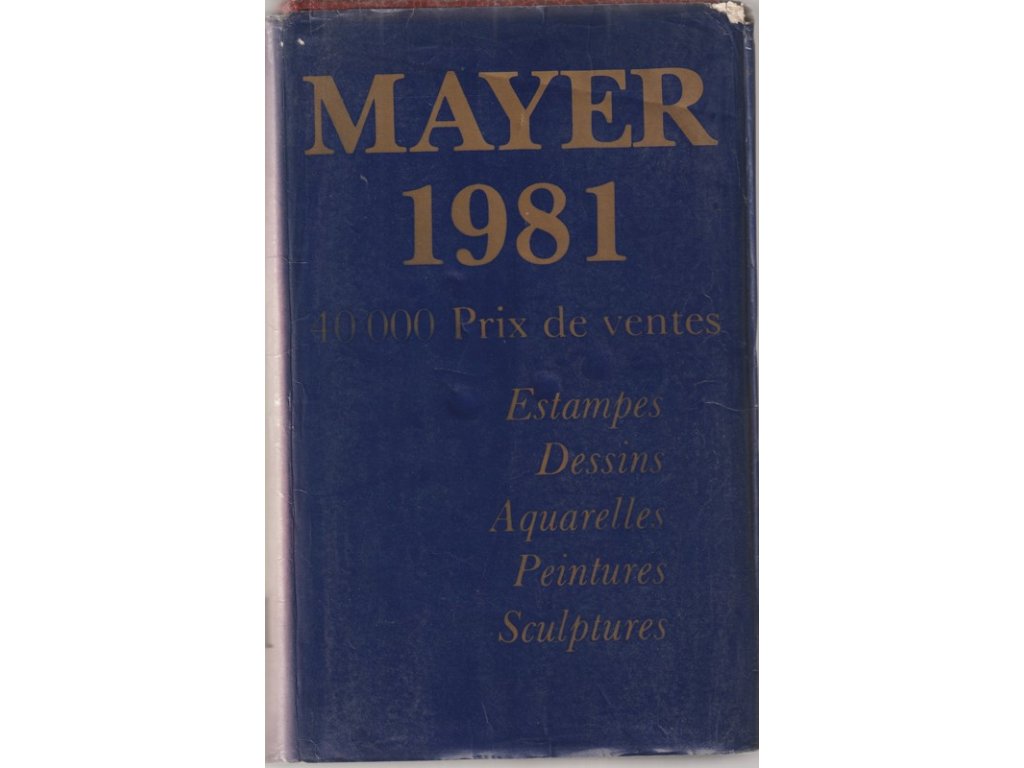 MAYER
1981
40 000 Prix de ventes
Estampes
Dessins
Aquarelles
Peintures
Sculptures